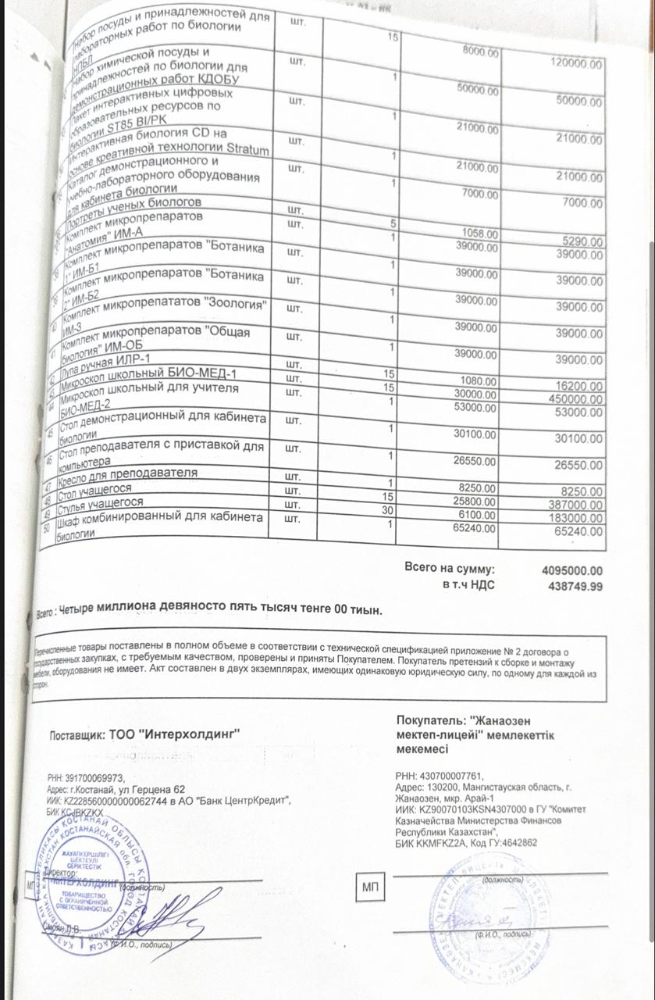 Набор посуды и принадлежностей для шт. 15 8000.00 120000.00
лабораторных работ по биологии
НПБЛ
Набор химической посуды и шт. 1 50000.00 50000.00
принадлежностей по биологии для
демонстрационных работ КДОБУ
Пакет интерактивных цифровых шт. 1 21000.00 21000.00
образовательных ресурсов по
биологии ST85 BI/PK
Интерактивная биология CD на шт. 1 21000.00 21000.00
основе креативной технологии Stratum
Каталог демонстрационного и шт. 1 7000.00 7000.00
учебно-лабораторного оборудования
для кабинета биологии
Портреты ученых биологов шт. 5 1058.00 5290.00
Комплект микропрепаратов шт. 1 39000.00 39000.00
"Анатомия" ИМ-А
38 Комплект микропрепаратов "Ботаника шт. 1 39000.00 39000.00
1" ИМ-Б1
39 Комплект микропрепаратов "Ботаника шт. 1 39000.00 39000.00
2" ИМ-Б2
40 Комплект микропрепататов "Зоология" шт. 1 39000.00 39000.00
ИМ-З
41 Комплект микропрепаратов "Общая шт. 1 39000.00 39000.00
биология" ИМ-ОБ
42 Лупа ручная ИЛР-1 шт. 15 1080.00 16200.00
43 Микроскоп школьный БИО-МЕД-1 шт. 15 30000.00 450000.00
44 Микроскоп школьный для учителя шт. 1 53000.00 53000.00
БИО-МЕД-2
45 Стол демонстрационный для кабинета шт. 1 30100.00 30100.00
биологии
46 Стол преподавателя с приставкой для шт. 1 26550.00 26550.00
компьютера
47 Кресло для преподавателя шт. 1 8250.00 8250.00
48 Стол учащегося шт. 15 25800.00 387000.00
49 Стулья учащегося шт. 30 6100.00 183000.00
50 Шкаф комбинированный для кабинета шт. 1 65240.00 65240.00
биологии
Всего на сумму: 4095000.00
в т.ч НДС 438749.99
Всего : Четыре миллиона девяносто пять тысяч тенге 00 тиын.
Перечисленные товары поставлены в полном объеме в соответствии с технической спецификацией приложение № 2 договора о
государственных закупках, с требуемым качеством, проверены и приняты Покупателем. Покупатель претензий к сборке и монтажу
мебели, оборудования не имеет. Акт составлен в двух экземплярах, имеющих одинаковую юридическую силу, по одному для каждой из
сторон.
Поставщик: ТОО "Интерхолдинг"
РНН: 391700069973,
Адрес: г.Костанай, ул Герцена 62
ИИК: KZ228560000000062744 в АО "Банк ЦентрКредит",
БИК KCJBKZKX
Директор:
(должность)
МП
(Ф.И.О., подпись)
ЖАУАПКЕРШІЛІГІ
ШЕКТЕУЛІ
СЕРІКТЕСТІК
"ИНТЕРХОЛДИНГ"
ТОВАРИЩЕСТВО
С ОГРАНИЧЕННОЙ
ОТВЕТСТВЕННОСТЬЮ
Покупатель: "Жанаозен
мектеп-лицейі" мемлекеттік
мекемесі
РНН: 430700007761,
Адрес: 130200, Мангистауская область, г.
Жанаозен, мкр. Арай-1
ИИК: KZ90070103KSN4307000 в ГУ "Комитет
Казначейства Министерства Финансов
Республики Казахстан",
БИК KKMFKZ2A, Код ГУ:4642862
МП
(должность)
(Ф.И.О., подпись)